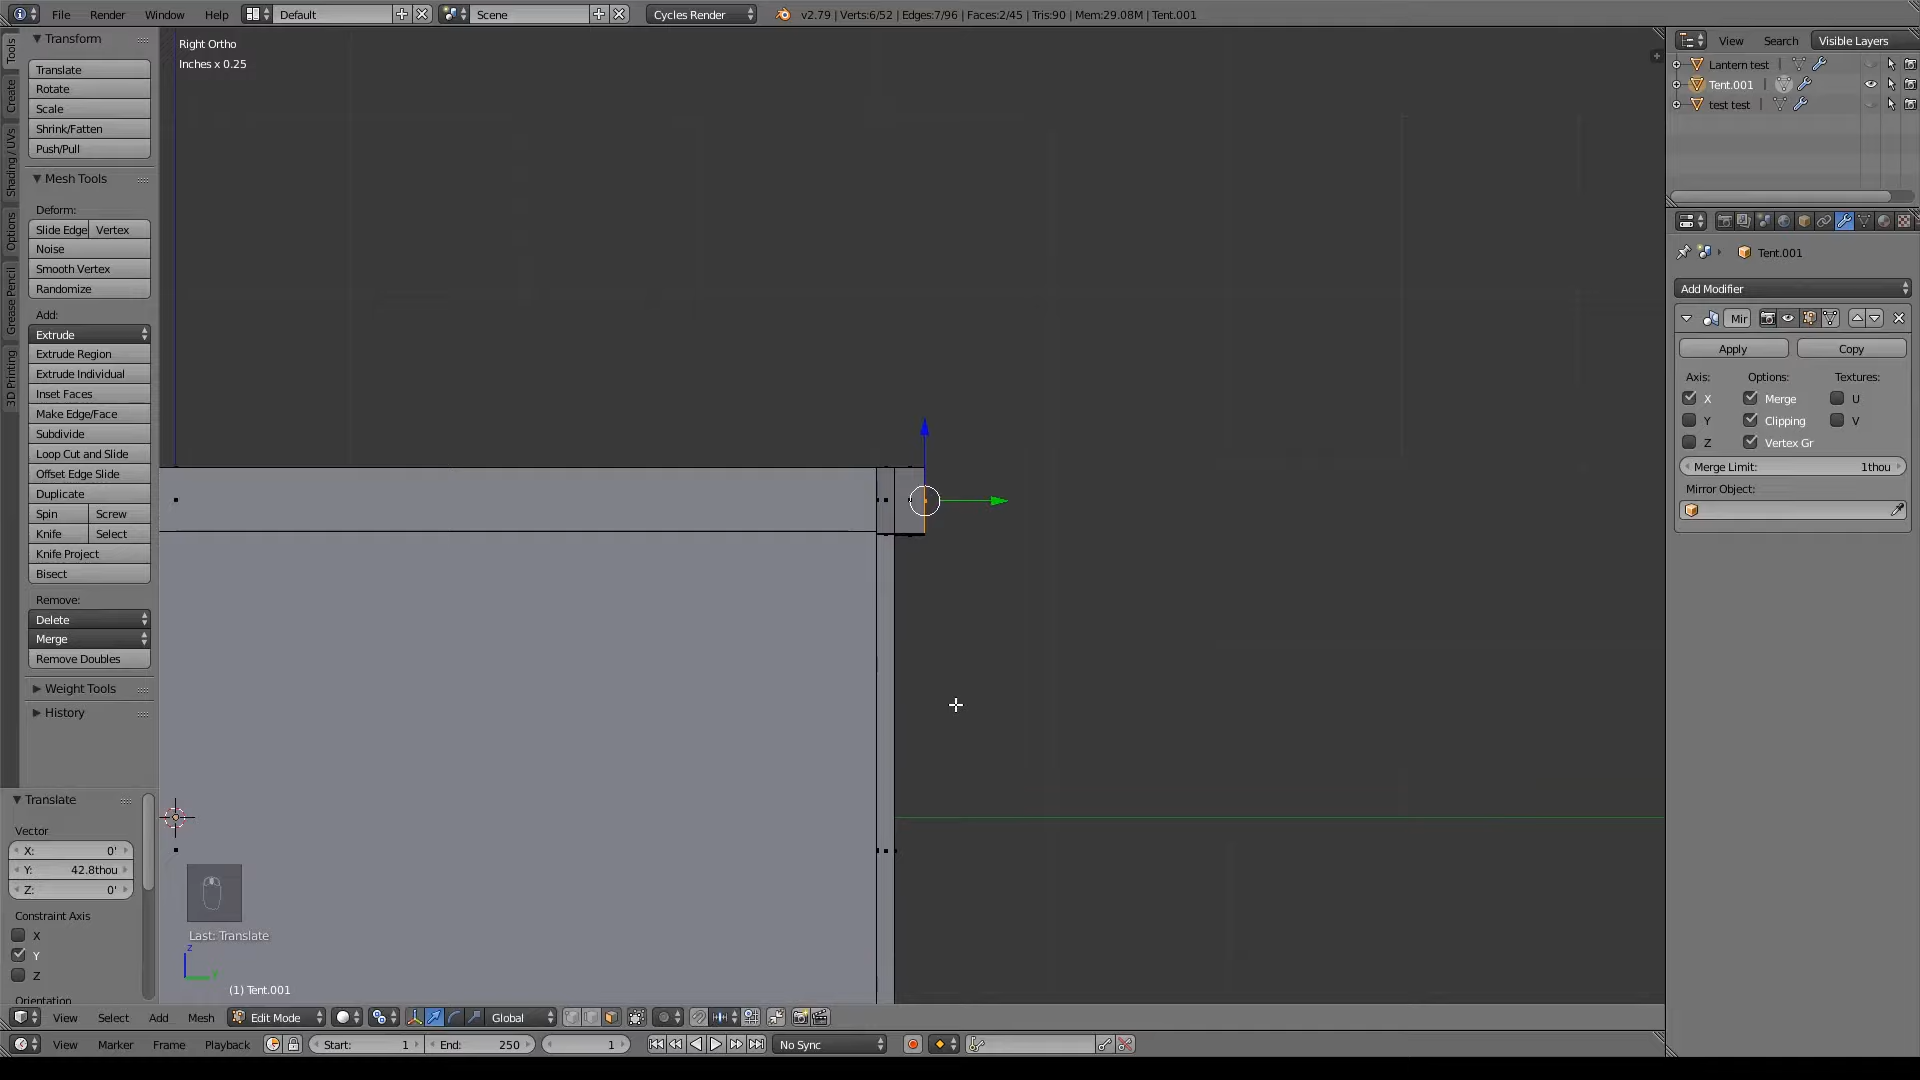 File Render Window Help Default Scene Cycles Render v2.79 | Verts:6/52 | Edges:7/96 | Faces:2/45 | Tris:90 | Mem:29.08M | Tent.001
Tools
Create
Shading / UVs
Options
Grease Pencil
3D Printing
Transform
Translate
Rotate
Scale
Shrink/Fatten
Push/Pull
Mesh Tools
Deform:
Slide Edge Vertex
Noise
Smooth Vertex
Randomize
Add:
Extrude
Extrude Region
Extrude Individual
Inset Faces
Make Edge/Face
Subdivide
Loop Cut and Slide
Offset Edge Slide
Duplicate
Spin Screw
Knife Select
Knife Project
Bisect
Remove:
Delete
Merge
Remove Doubles
Weight Tools
History
Translate
Vector
X: 0'
Y: 42.8thou
Z: 0'
Constraint Axis
X
Y
Z
Orientation
Right Ortho
Inches x 0.25
Last: Translate
z
(1) Tent.001
View Select Add Mesh Edit Mode Global
View Marker Frame Playback Start: 1 End: 250 1 No Sync
View Search Visible Layers
Lantern test
Tent.001
test test
Tent.001
Add Modifier
Mir
Apply Copy
Axis: Options: Textures:
X Merge U
Y Clipping V
Z Vertex Gr
Merge Limit: 1thou
Mirror Object: